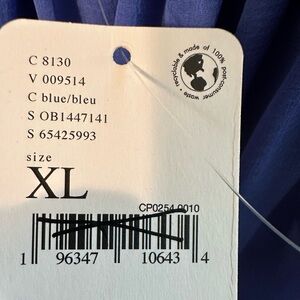 C 8130
V 009514
C blue/bleu
S OB1447141
S 65425993
size
XL
recyclable & made of 100% post-consumer waste •
CP0254 0010
1 96347 10643 4